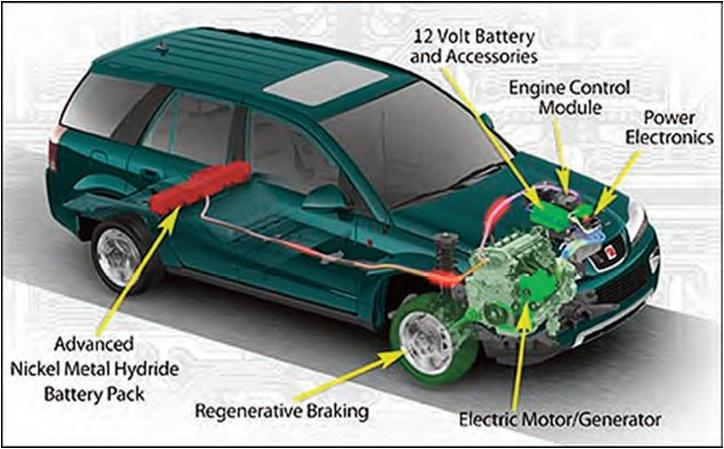 12 Volt Battery
and Accessories
Engine Control
Module
Power
Electronics
Advanced
Nickel Metal Hydride
Battery Pack
Regenerative Braking
Electric Motor/Generator